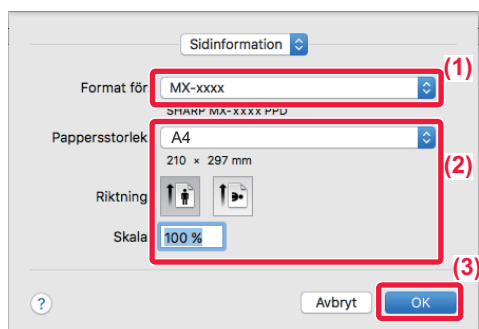 Sidinformation
(1)
Format för MX-xxxx
SHARP MX-xxxx PPD
Pappersstorlek A4
210 × 297 mm
(2)
Riktning
Skala 100 %
(3)
? Avbryt OK